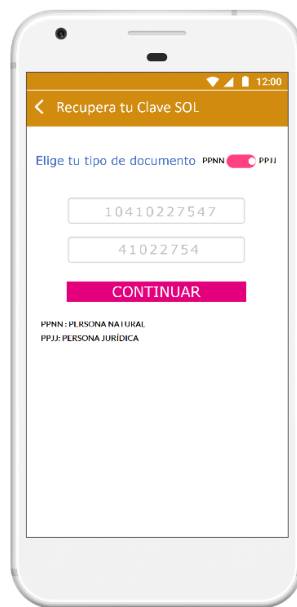 12:00
Recupera tu Clave SOL
Elige tu tipo de documento PPNN PPJJ
10410227547
41022754
CONTINUAR
PPNN : PERSONA NATURAL
PPJJ: PERSONA JURÍDICA